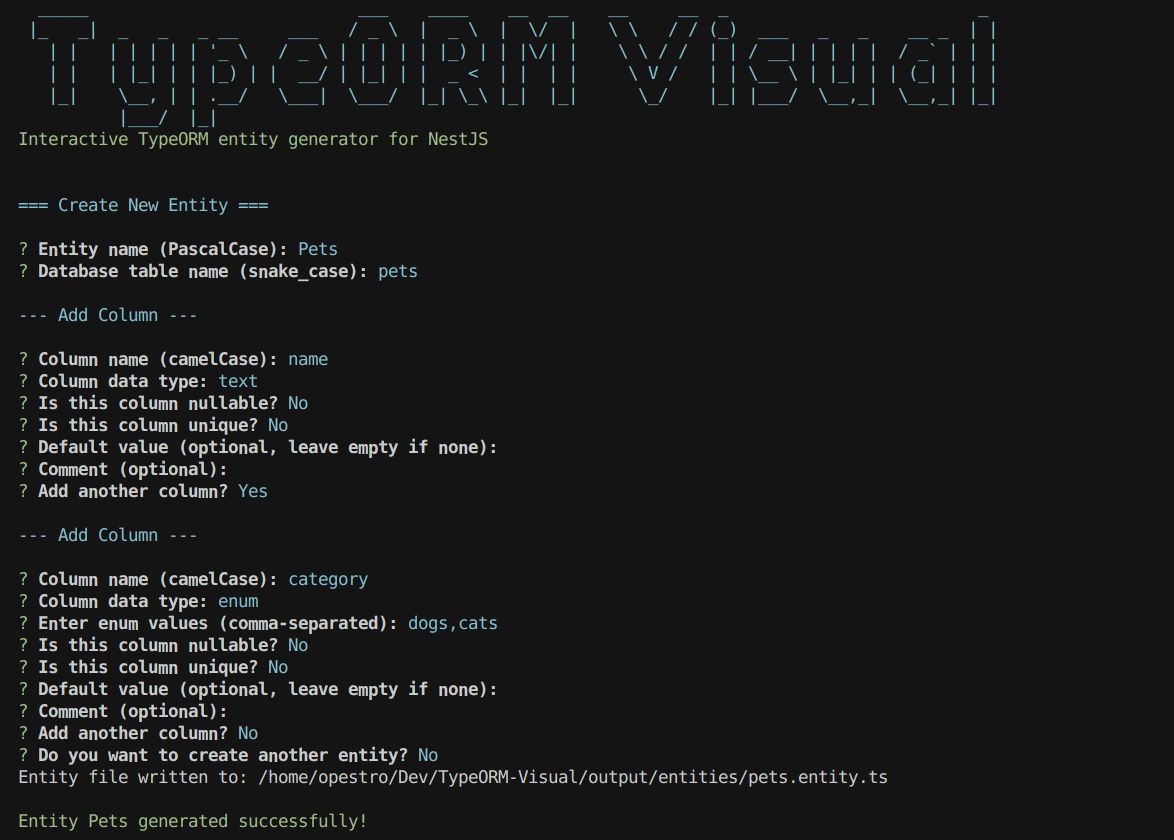 TypeORM Visual
Interactive TypeORM entity generator for NestJS
=== Create New Entity ===
? Entity name (PascalCase): Pets
? Database table name (snake_case): pets
--- Add Column ---
? Column name (camelCase): name
? Column data type: text
? Is this column nullable? No
? Is this column unique? No
? Default value (optional, leave empty if none):
? Comment (optional):
? Add another column? Yes
--- Add Column ---
? Column name (camelCase): category
? Column data type: enum
? Enter enum values (comma-separated): dogs,cats
? Is this column nullable? No
? Is this column unique? No
? Default value (optional, leave empty if none):
? Comment (optional):
? Add another column? No
? Do you want to create another entity? No
Entity file written to: /home/opestro/Dev/TypeORM-Visual/output/entities/pets.entity.ts
Entity Pets generated successfully!